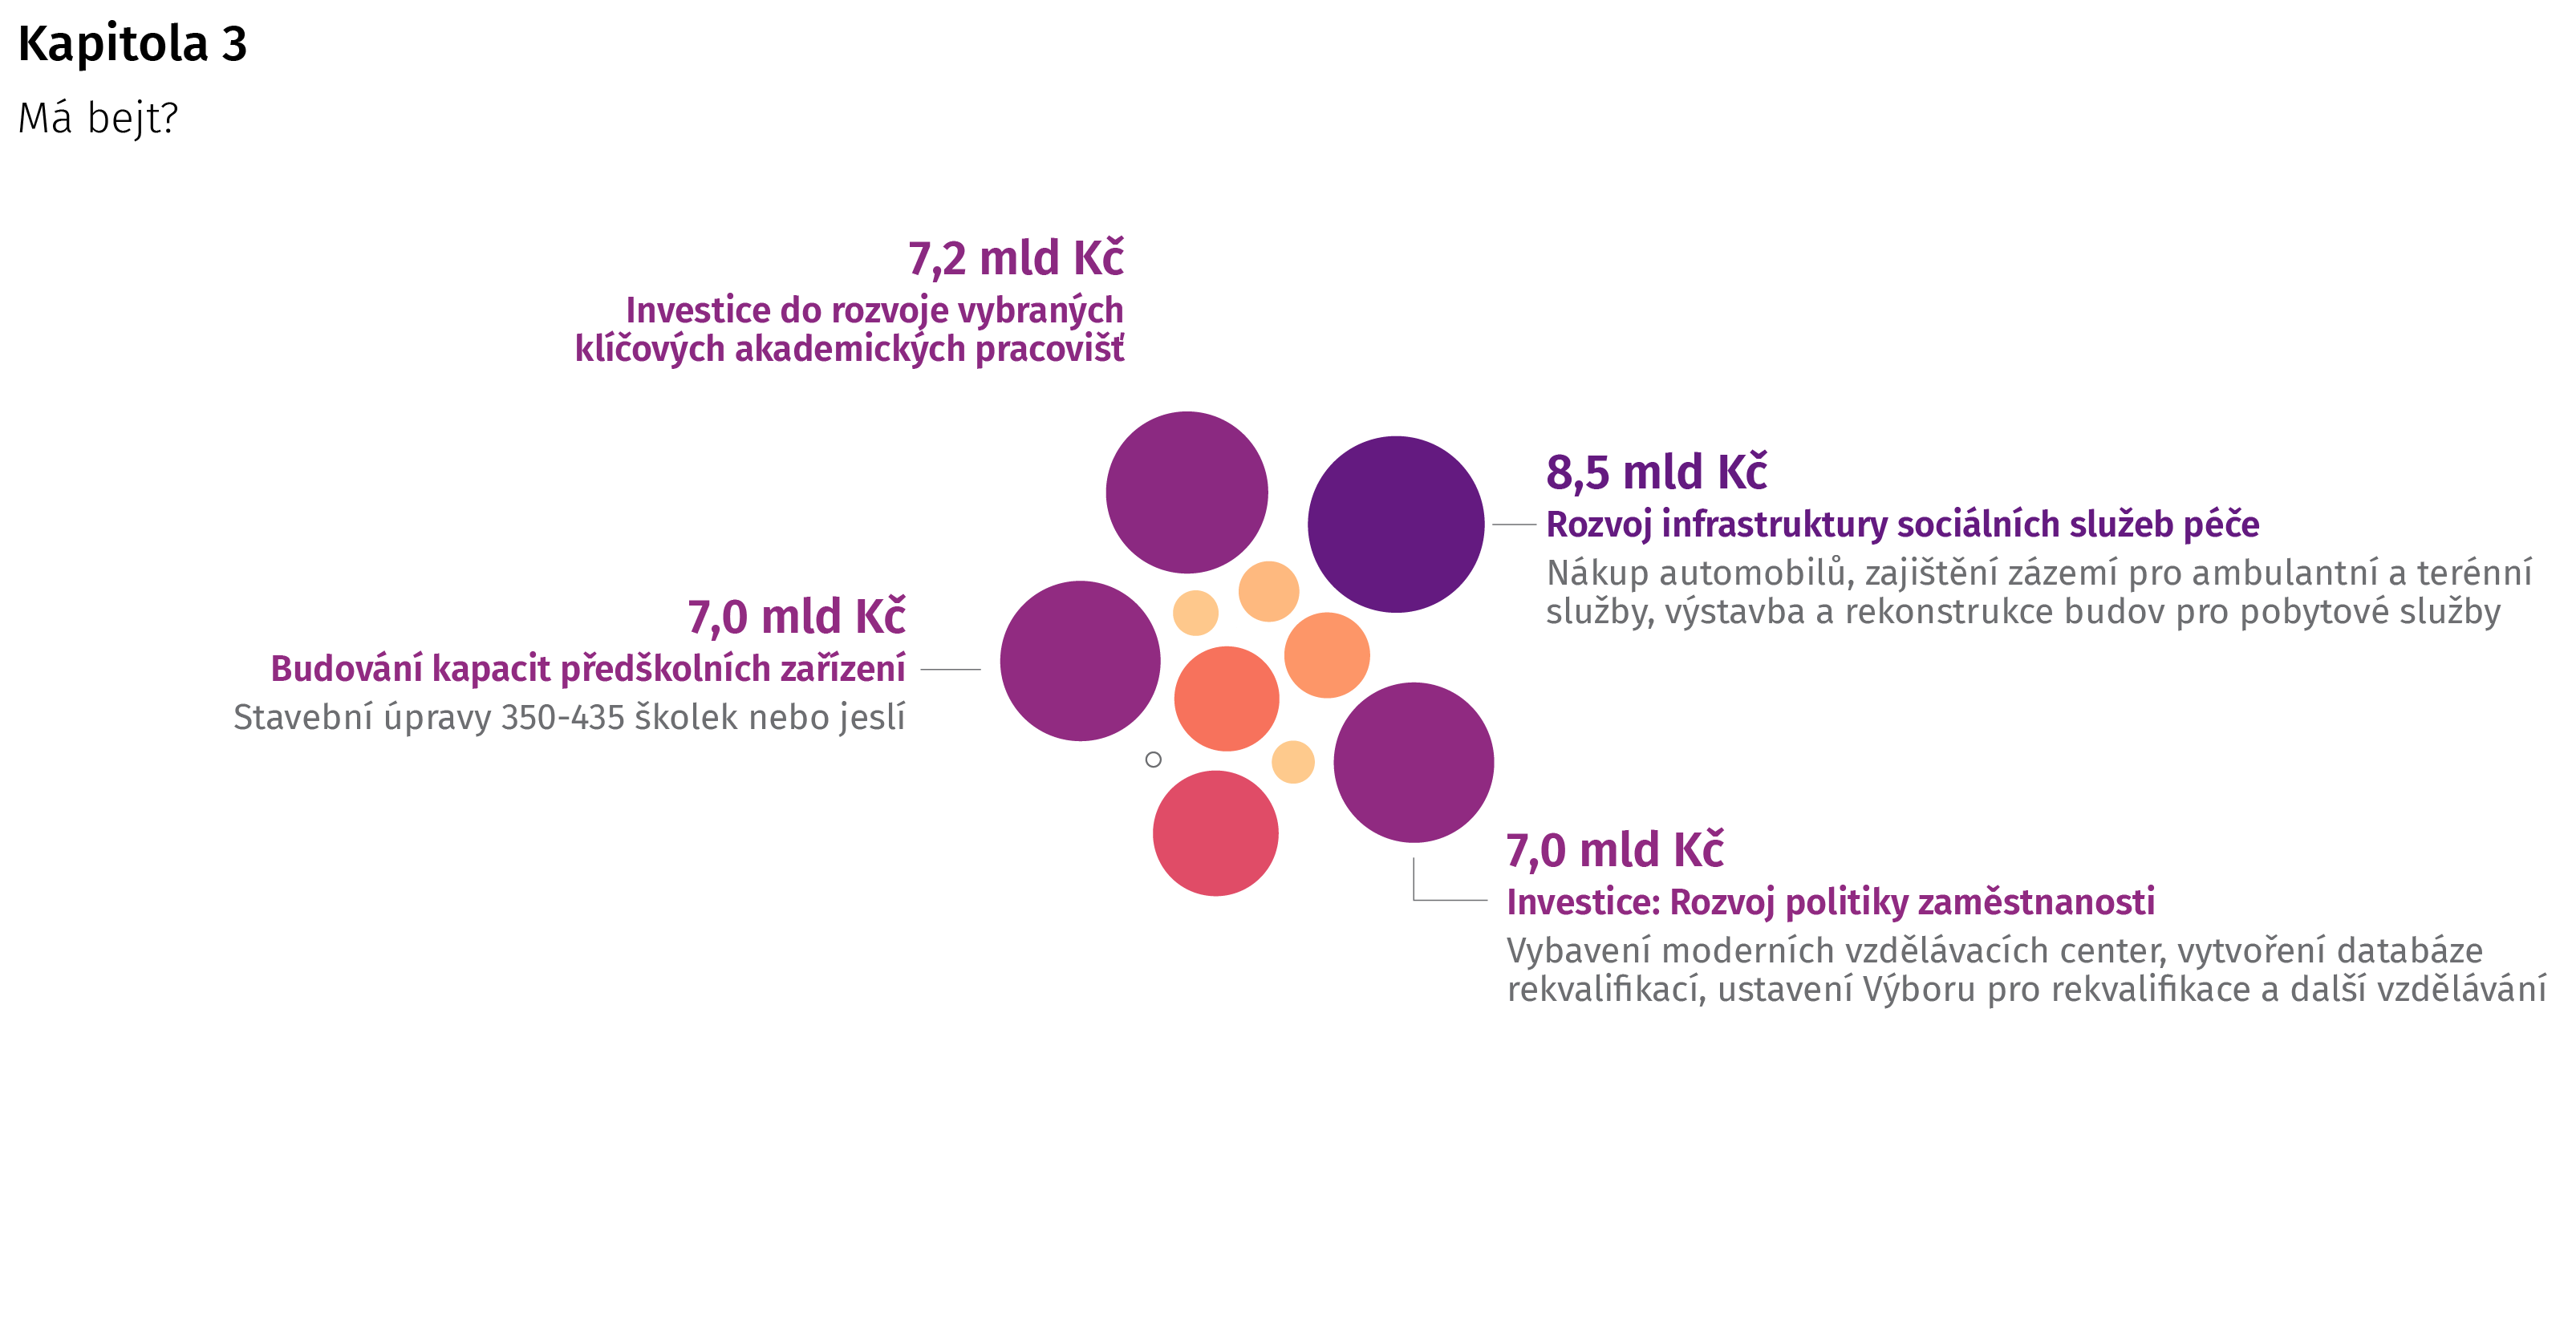 Kapitola 3
Má bejt?
7,2 mld Kč
Investice do rozvoje vybraných
klíčových akademických pracovišť
8,5 mld Kč
Rozvoj infrastruktury sociálních služeb péče
Nákup automobilů, zajištění zázemí pro ambulantní a terénní
služby, výstavba a rekonstrukce budov pro pobytové služby
7,0 mld Kč
Budování kapacit předškolních zařízení
Stavební úpravy 350-435 školek nebo jeslí
7,0 mld Kč
Investice: Rozvoj politiky zaměstnanosti
Vybavení moderních vzdělávacích center, vytvoření databáze
rekvalifikací, ustavení Výboru pro rekvalifikace a další vzdělávání